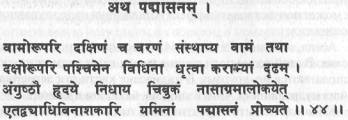 अथ पद्मासनम् ।
वामोरूपरि दक्षिणं च चरणं संस्थाप्य वामं तथा
दक्षोरूपरि पश्चिमेन विधिना धृत्वा कराभ्यां दृढम् ।
अंगुष्ठौ हृदये निधाय चिबुकं नासाग्रमालोकयेत्
एतद्व्याधिविनाशकारि यमिनां पद्मासनं प्रोच्यते ॥ ४४ ॥